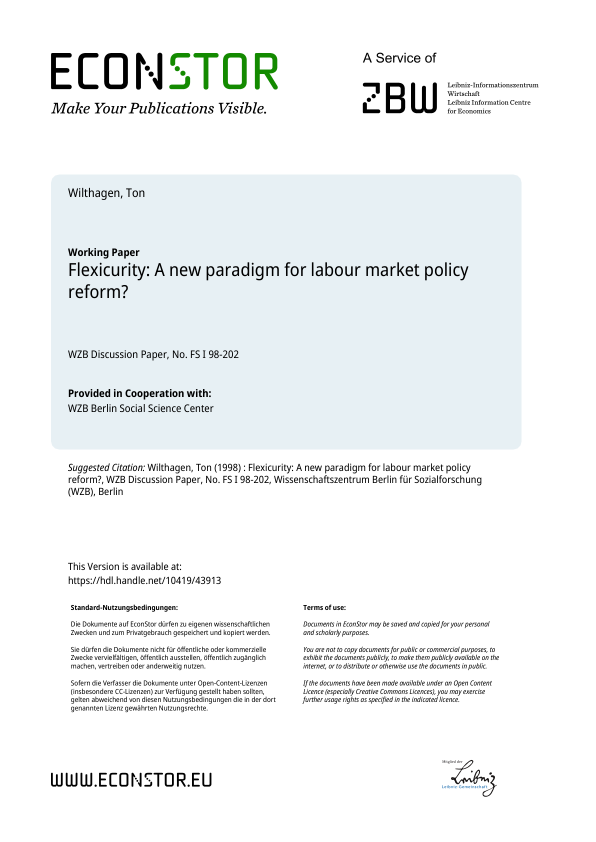 ECONSTOR
Make Your Publications Visible.
A Service of
ZBW
Leibniz-Informationszentrum
Wirtschaft
Leibniz Information Centre
for Economics
Wilthagen, Ton
Working Paper
Flexicurity: A new paradigm for labour market policy
reform?
WZB Discussion Paper, No. FS I 98-202
Provided in Cooperation with:
WZB Berlin Social Science Center
Suggested Citation: Wilthagen, Ton (1998) : Flexicurity: A new paradigm for labour market policy
reform?, WZB Discussion Paper, No. FS I 98-202, Wissenschaftszentrum Berlin für Sozialforschung
(WZB), Berlin
This Version is available at:
https://hdl.handle.net/10419/43913
Standard-Nutzungsbedingungen:
Die Dokumente auf EconStor dürfen zu eigenen wissenschaftlichen
Zwecken und zum Privatgebrauch gespeichert und kopiert werden.
Sie dürfen die Dokumente nicht für öffentliche oder kommerzielle
Zwecke vervielfältigen, öffentlich ausstellen, öffentlich zugänglich
machen, vertreiben oder anderweitig nutzen.
Sofern die Verfasser die Dokumente unter Open-Content-Lizenzen
(insbesondere CC-Lizenzen) zur Verfügung gestellt haben sollten,
gelten abweichend von diesen Nutzungsbedingungen die in der dort
genannten Lizenz gewährten Nutzungsrechte.
Terms of use:
Documents in EconStor may be saved and copied for your personal
and scholarly purposes.
You are not to copy documents for public or commercial purposes, to
exhibit the documents publicly, to make them publicly available on the
internet, or to distribute or otherwise use the documents in public.
If the documents have been made available under an Open Content
Licence (especially Creative Commons Licences), you may exercise
further usage rights as specified in the indicated licence.
WWW.ECONSTOR.EU
Mitglied der
Leibniz
Leibniz-Gemeinschaft